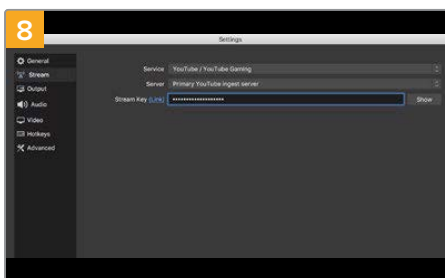 8
Settings
General
Stream
Output
Audio
Video
Hotkeys
Advanced
Service YouTube / YouTube Gaming
Server Primary YouTube ingest server
Stream Key (Link) •••••••••••••••••••• Show